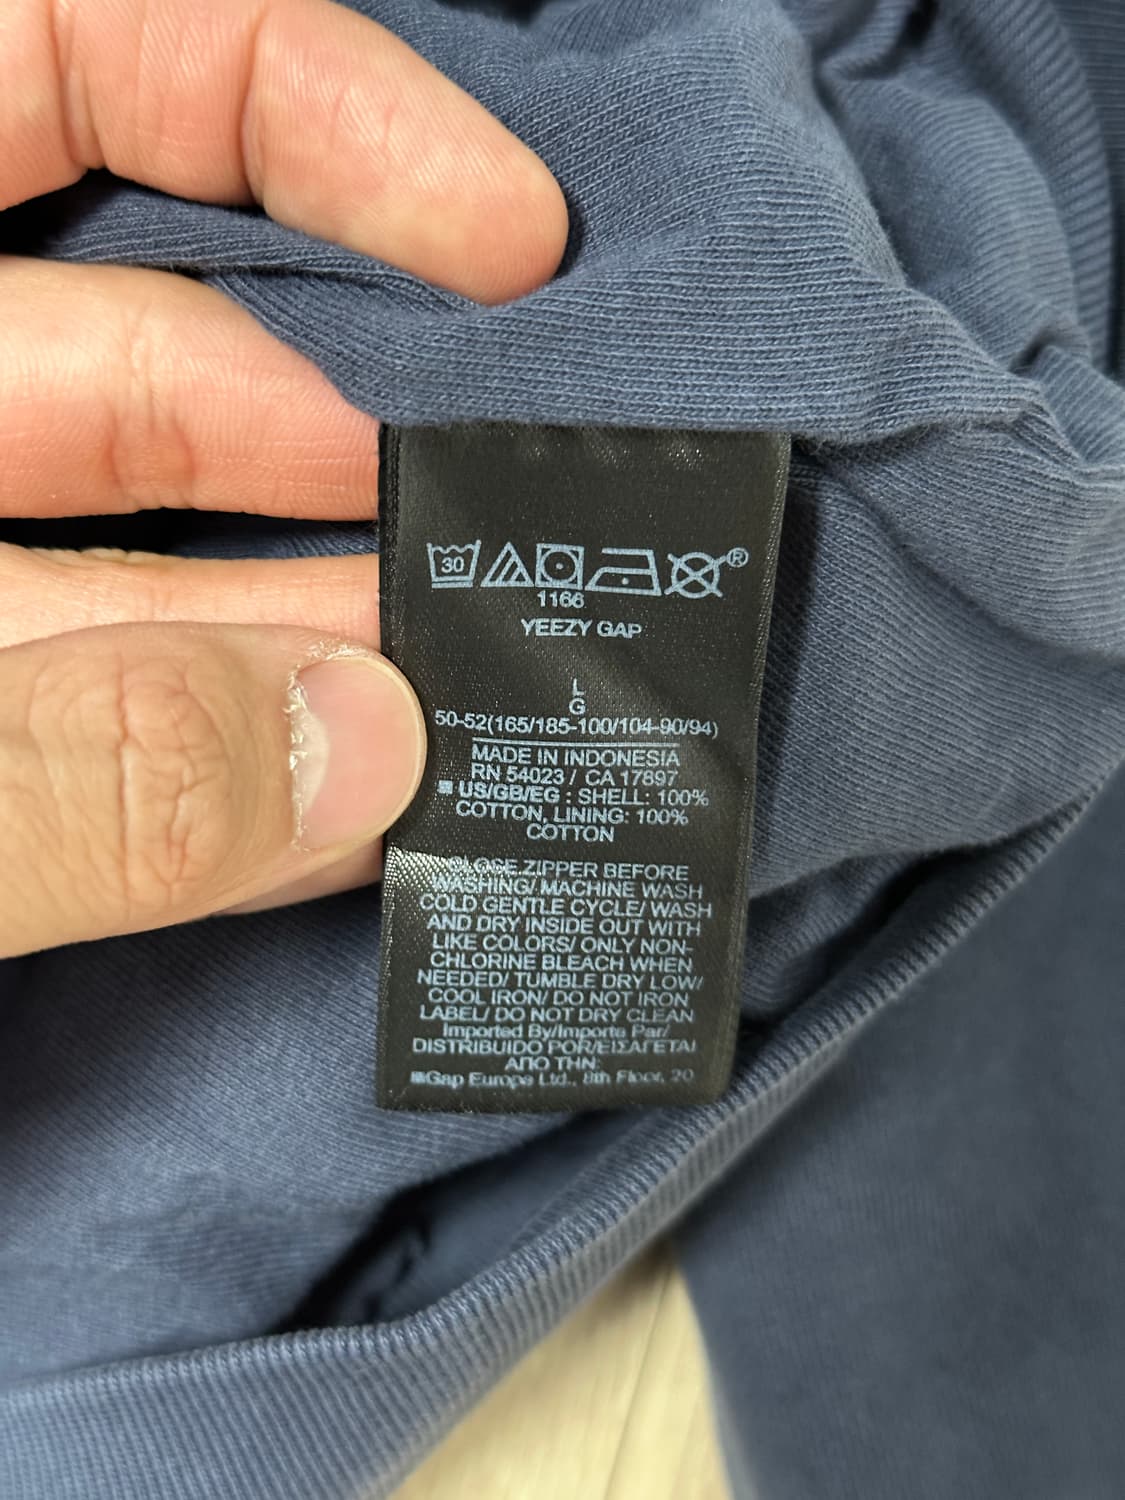 30
®
1166
YEEZY GAP
L
G
50-52(165/185-100/104-90/94)
MADE IN INDONESIA
RN 54023 / CA 17897
US/GB/EG : SHELL: 100%
COTTON, LINING: 100%
COTTON
CLOSE ZIPPER BEFORE
WASHING/ MACHINE WASH
COLD GENTLE CYCLE/ WASH
AND DRY INSIDE OUT WITH
LIKE COLORS/ ONLY NON-
CHLORINE BLEACH WHEN
NEEDED/ TUMBLE DRY LOW/
COOL IRON/ DO NOT IRON
LABEL/ DO NOT DRY CLEAN
Imported By/Importe Par/
DISTRIBUIDO POR/ΕΙΣΑΓΕΤΑΙ
ΑΠΟ ΤΗΝ:
Gap Europe Ltd., 8th Floor, 20